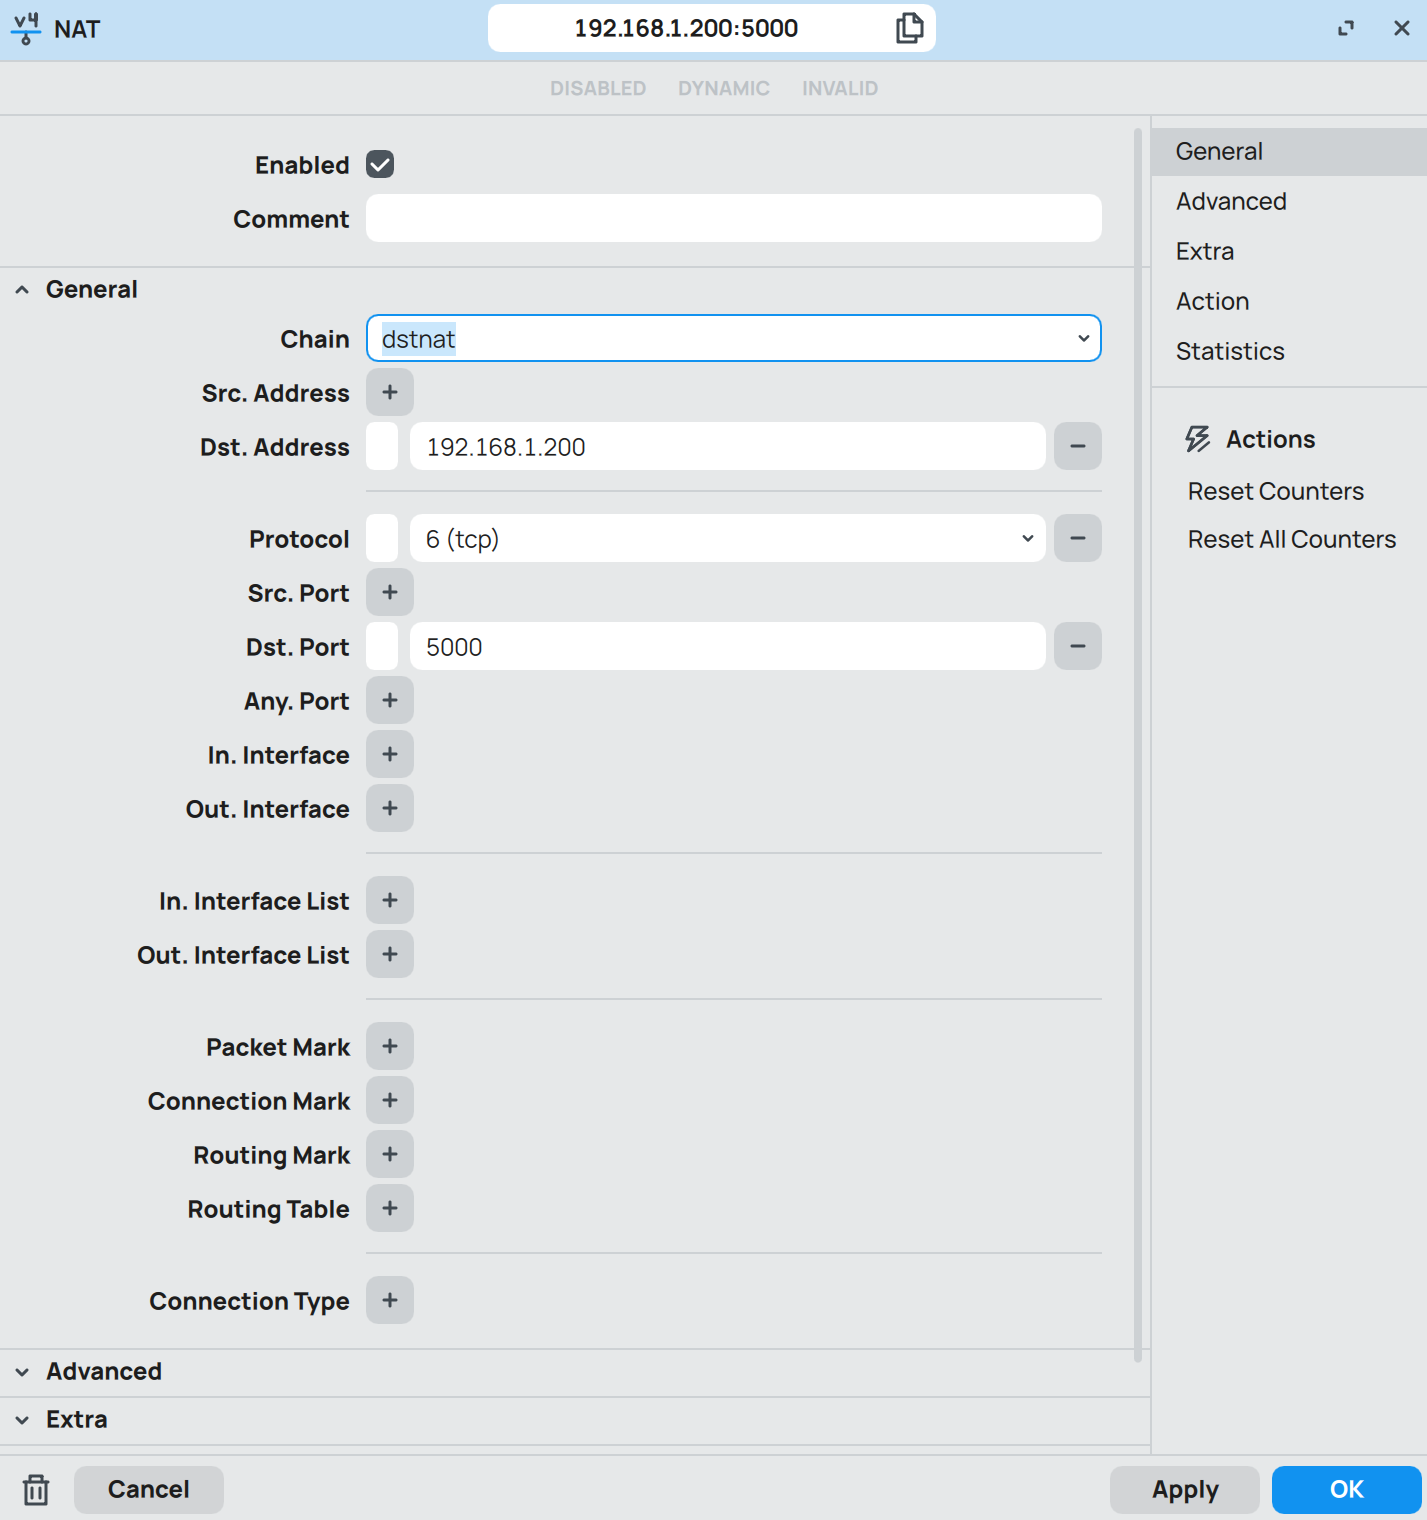 v4 NAT 192.168.1.200:5000
DISABLED DYNAMIC INVALID
Enabled
Comment
General
Chain dstnat
Src. Address +
Dst. Address 192.168.1.200 −
Protocol 6 (tcp) −
Src. Port +
Dst. Port 5000 −
Any. Port +
In. Interface +
Out. Interface +
In. Interface List +
Out. Interface List +
Packet Mark +
Connection Mark +
Routing Mark +
Routing Table +
Connection Type +
Advanced
Extra
Cancel Apply OK
General
Advanced
Extra
Action
Statistics
Actions
Reset Counters
Reset All Counters